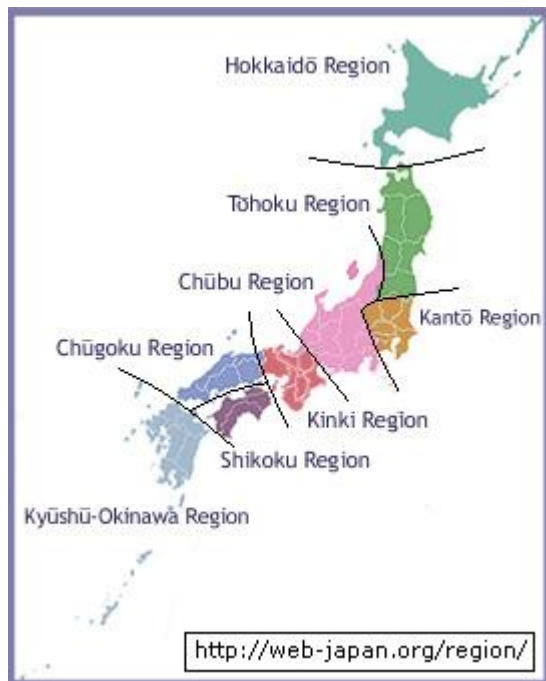 Hokkaidō Region
Tōhoku Region
Chūbu Region
Kantō Region
Chūgoku Region
Kinki Region
Shikoku Region
Kyūshū-Okinawa Region
http://web-japan.org/region/